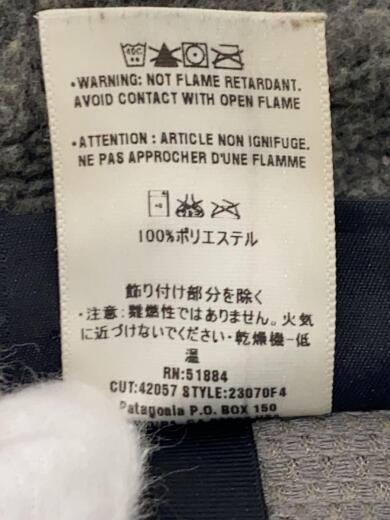 •WARNING: NOT FLAME RETARDANT.
AVOID CONTACT WITH OPEN FLAME
•ATTENTION : ARTICLE NON IGNIFUGE.
NE PAS APPROCHER D'UNE FLAMME
100%ポリエステル
飾り付け部分を除く
・注意：難燃性ではありません。火気
に近づけないでください・乾燥機-低
温
RN:51884
CUT:42057 STYLE:23070F4
Patagonia P.O. BOX 150